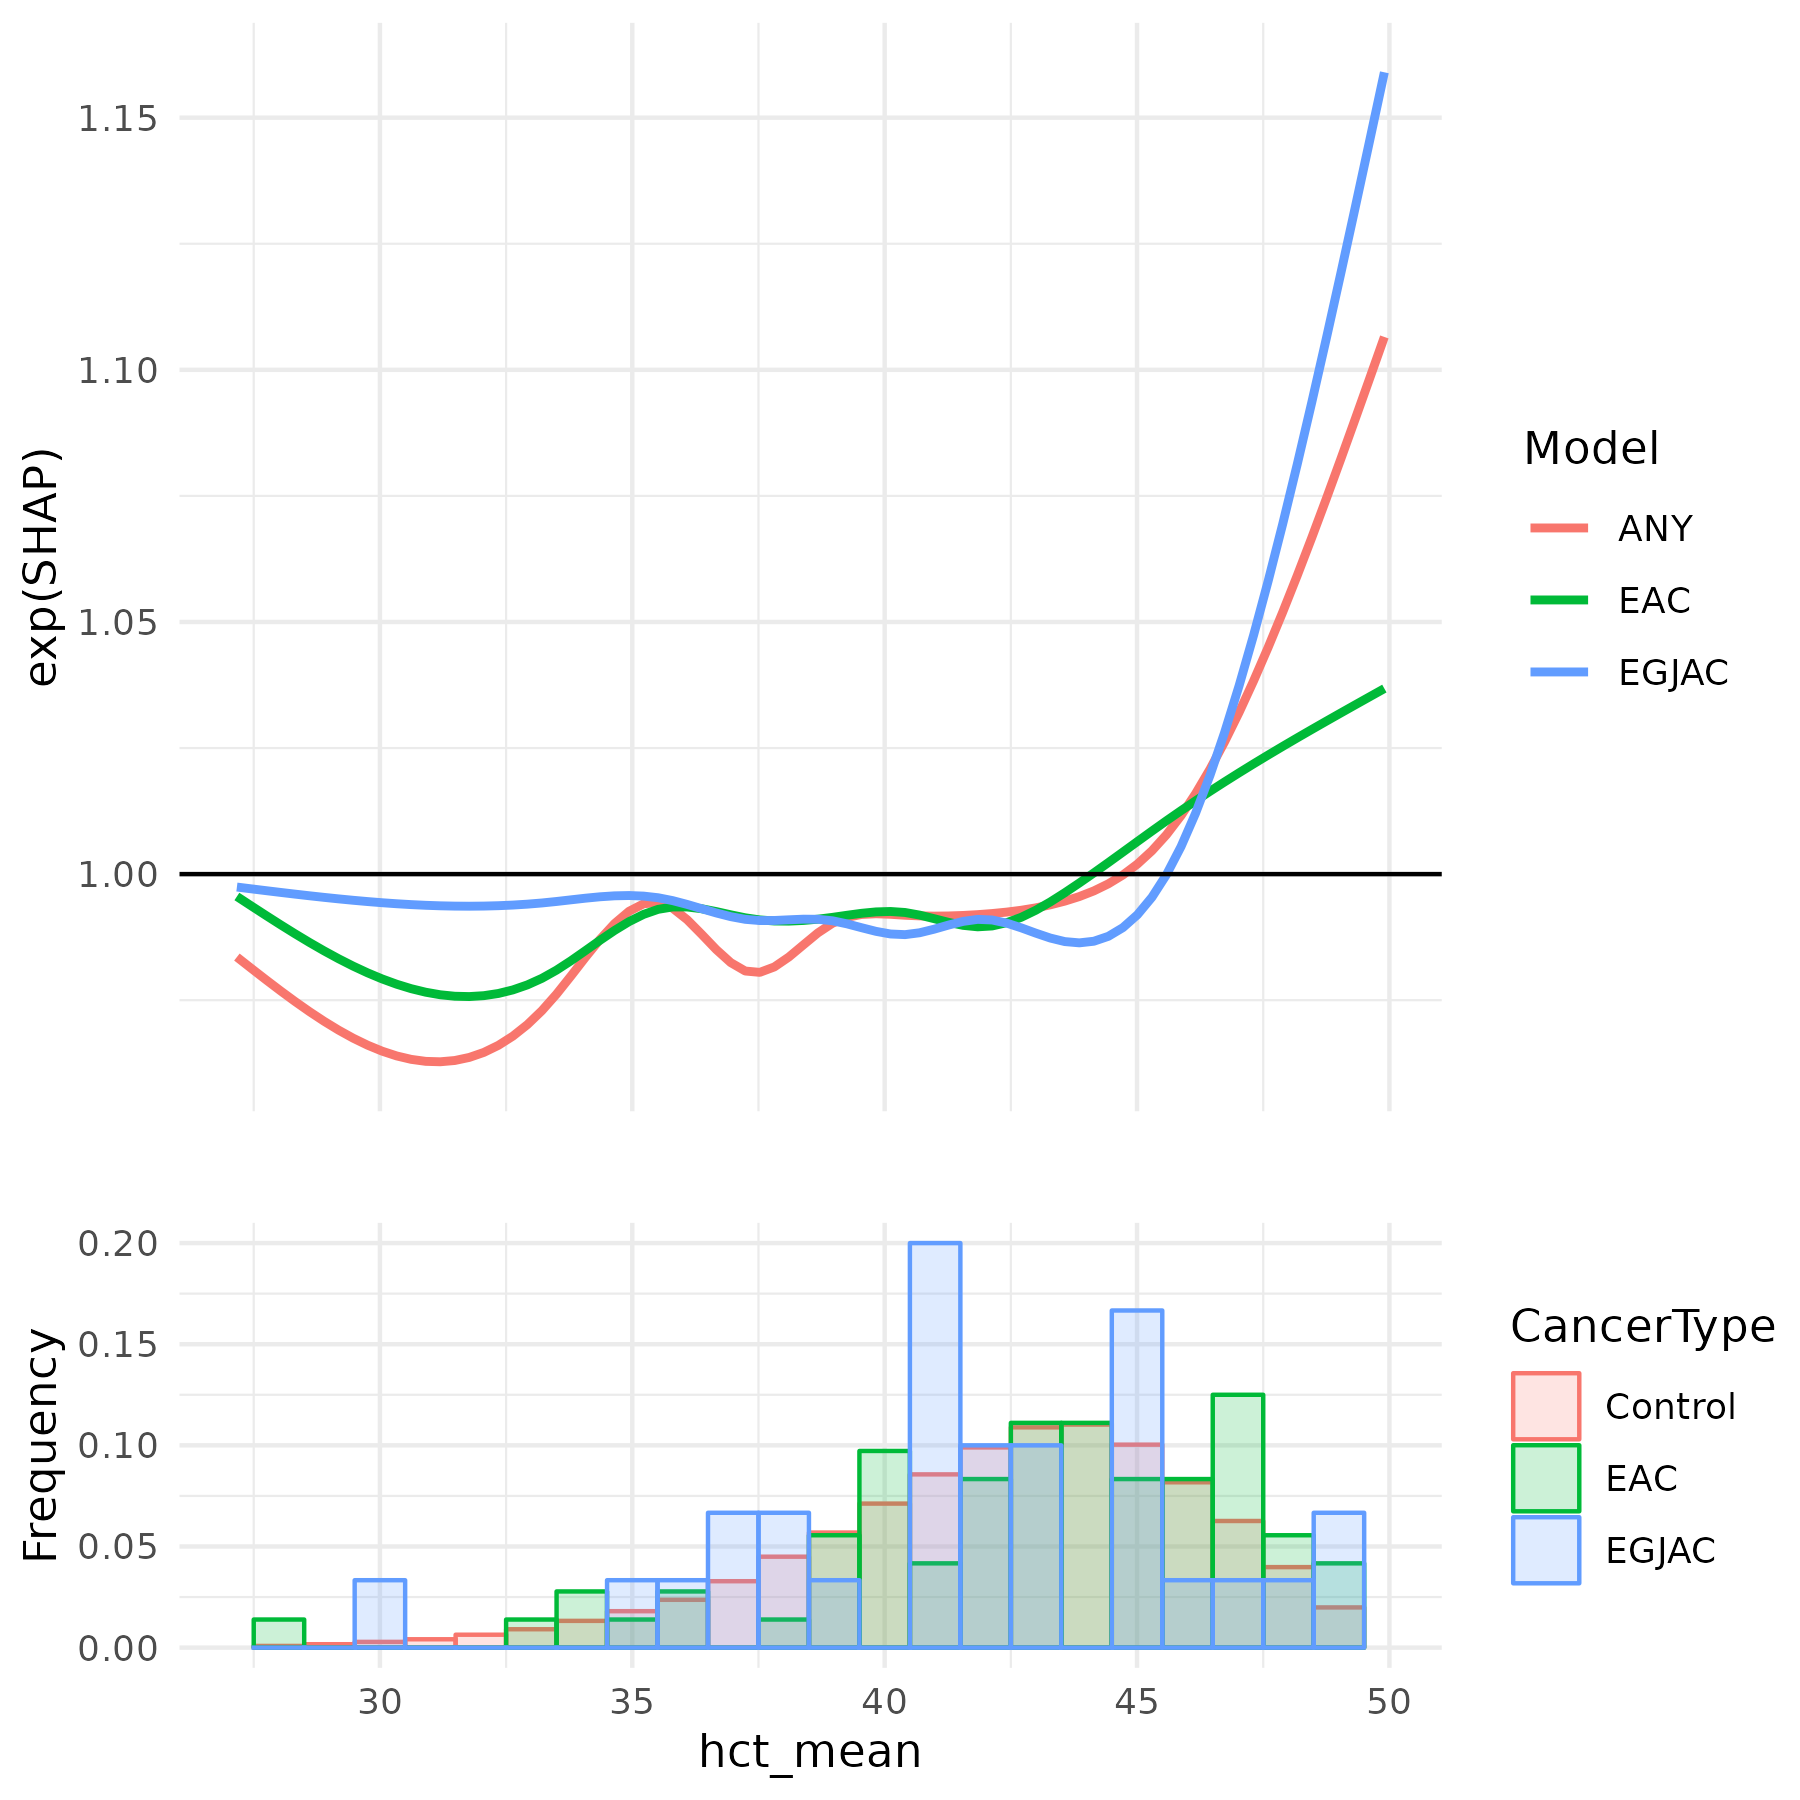 exp(SHAP)
1.15
1.10
1.05
1.00
Model
ANY
EAC
EGJAC
Frequency
0.20
0.15
0.10
0.05
0.00
30 35 40 45 50
hct_mean
CancerType
Control
EAC
EGJAC